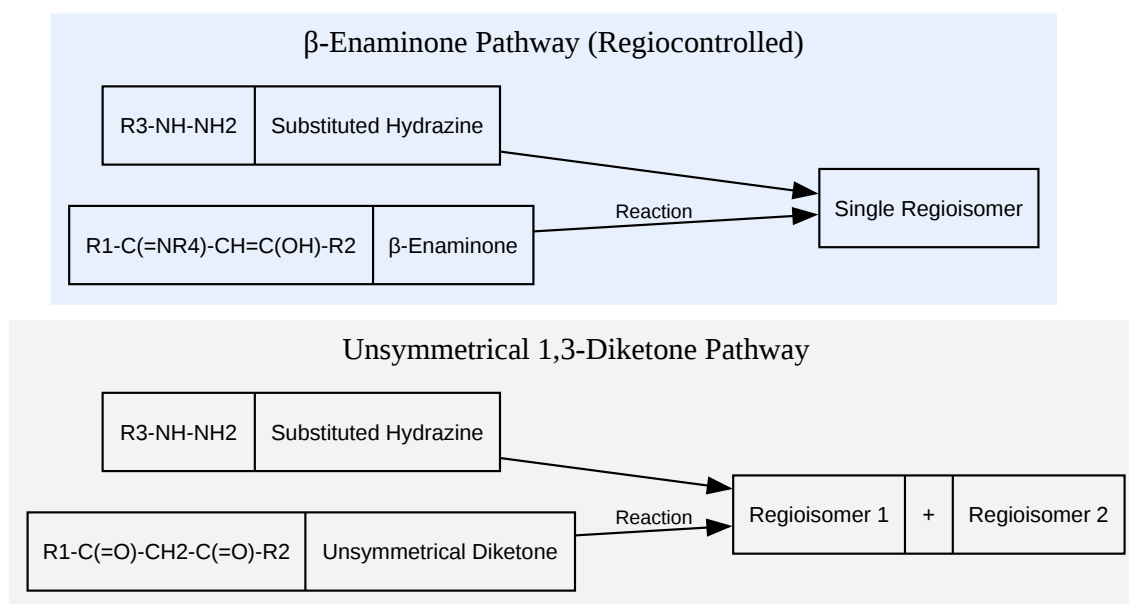 β-Enaminone Pathway (Regiocontrolled)
R3-NH-NH2 Substituted Hydrazine
R1-C(=NR4)-CH=C(OH)-R2 β-Enaminone
Reaction
Single Regioisomer
Unsymmetrical 1,3-Diketone Pathway
R3-NH-NH2 Substituted Hydrazine
R1-C(=O)-CH2-C(=O)-R2 Unsymmetrical Diketone
Reaction
Regioisomer 1 + Regioisomer 2